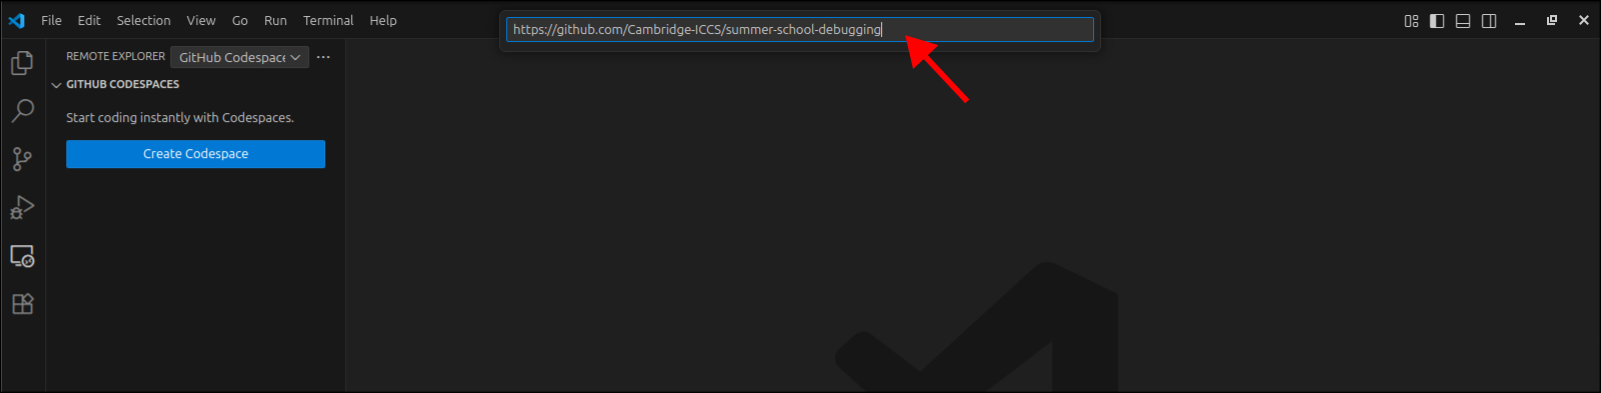 File Edit Selection View Go Run Terminal Help
https://github.com/Cambridge-ICCS/summer-school-debugging
REMOTE EXPLORER GitHub Codespace ...
GITHUB CODESPACES
Start coding instantly with Codespaces.
Create Codespace